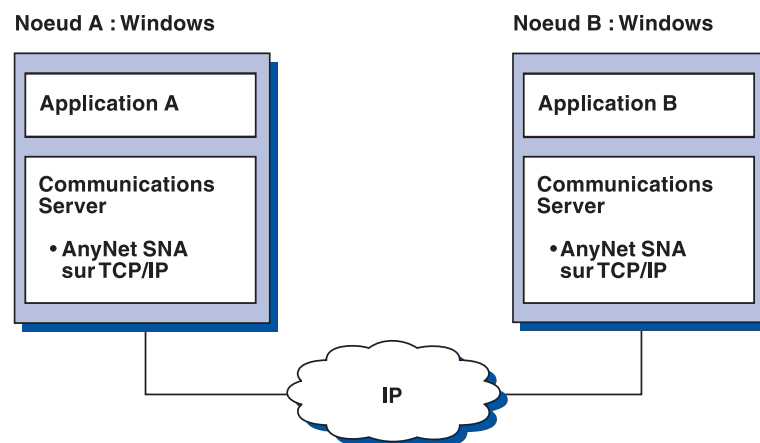 Noeud A : Windows
Application A
Communications
Server
• AnyNet SNA
sur TCP/IP
Noeud B : Windows
Application B
Communications
Server
• AnyNet SNA
sur TCP/IP
IP